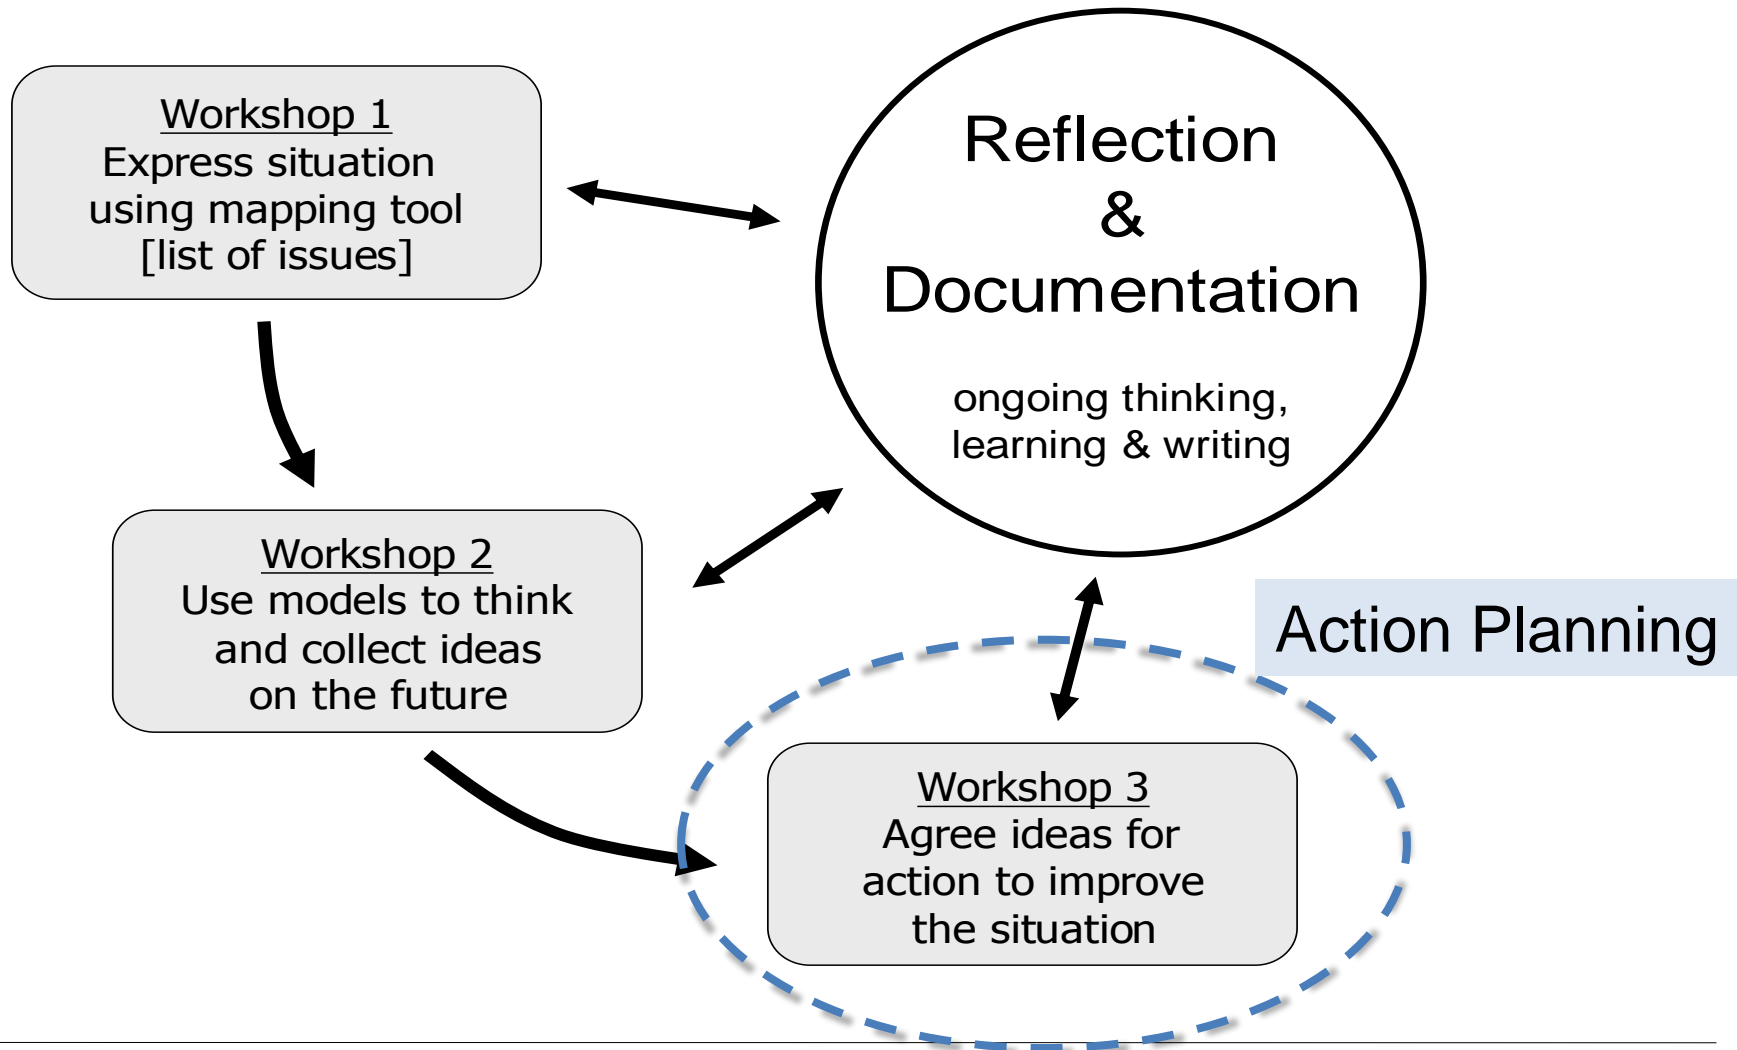 Workshop 1
Express situation
using mapping tool
[list of issues]
Reflection
&
Documentation
ongoing thinking,
learning & writing
Workshop 2
Use models to think
and collect ideas
on the future
Action Planning
Workshop 3
Agree ideas for
action to improve
the situation